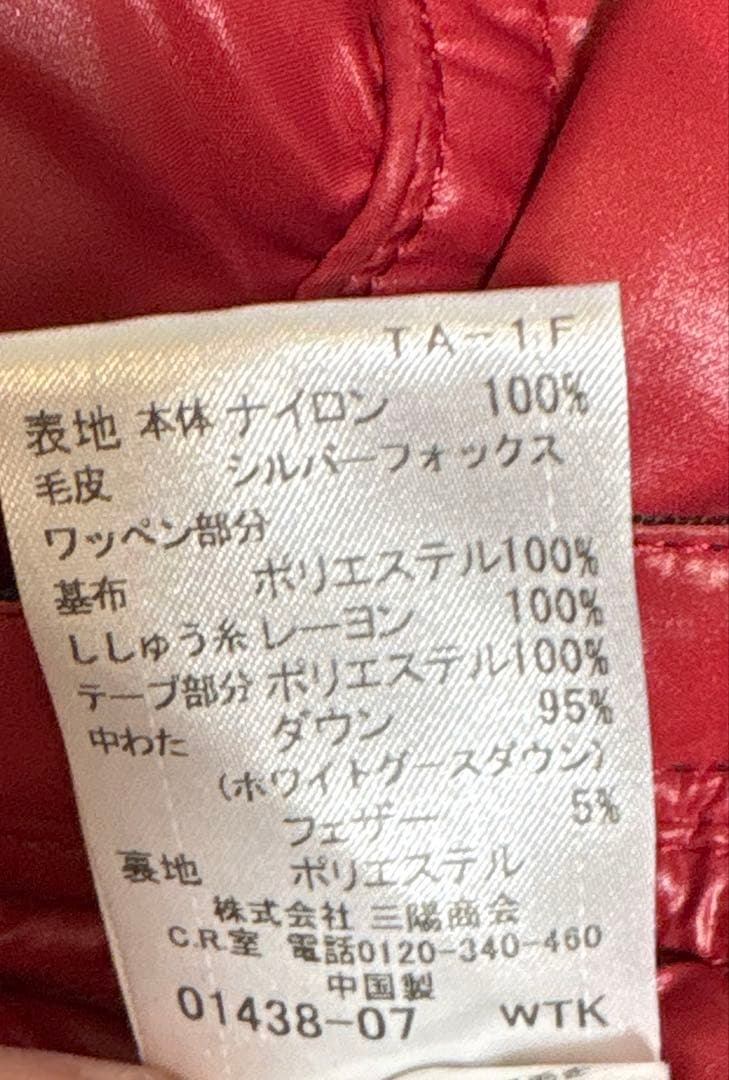 TA-1F
表地 本体 ナイロン 100%
毛皮 シルバーフォックス
ワッペン部分
基布 ポリエステル100%
ししゅう糸 レーヨン 100%
テープ部分 ポリエステル100%
中わた ダウン 95%
(ホワイトグースダウン)
フェザー 5%
裏地 ポリエステル
株式会社 三陽商会
C.R.室 電話0120-340-460
中国製
01438-07 WTK